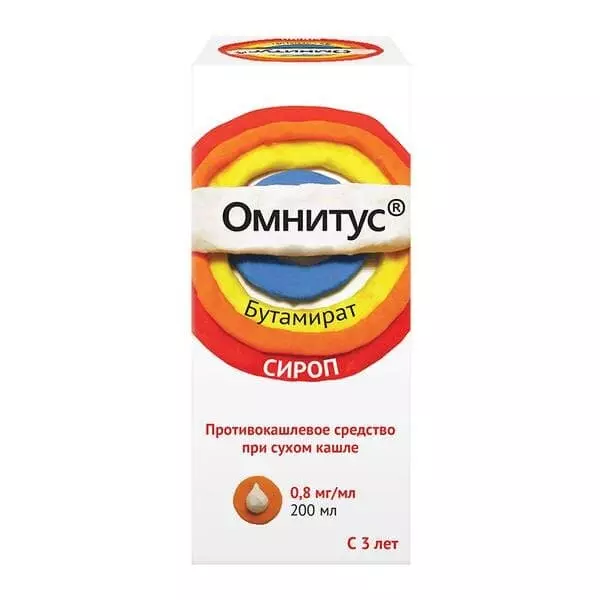 Омнитус®
Бутамират
СИРОП
Противокашлевое средство
при сухом кашле
0,8 мг/мл
200 мл
С 3 лет